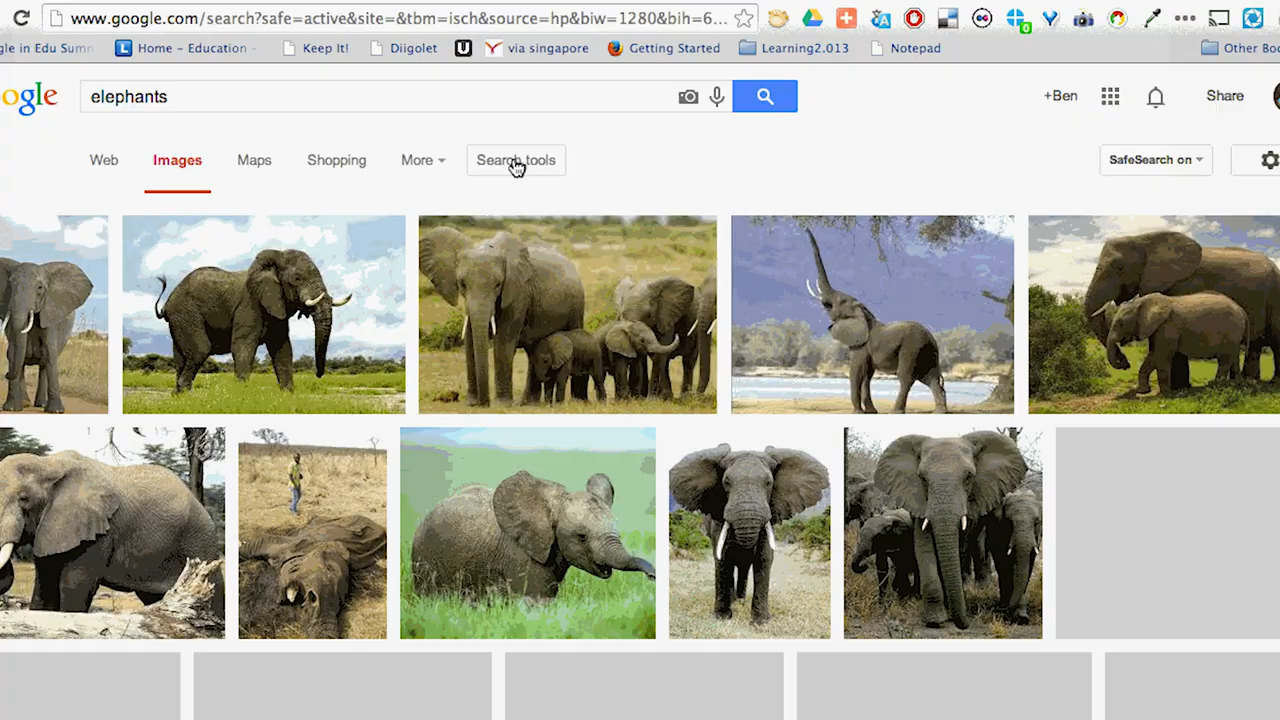 www.google.com/search?safe=active&site=&tbm=isch&source=hp&biw=1280&bih=6...
0
gle in Edu Summ
L Home - Education -
Keep It!
Diigolet
U
via singapore
Getting Started
Learning2.013
Notepad
Other Boo
ogle
elephants
+Ben
Share
Web
Images
Maps
Shopping
More
Search tools
SafeSearch on